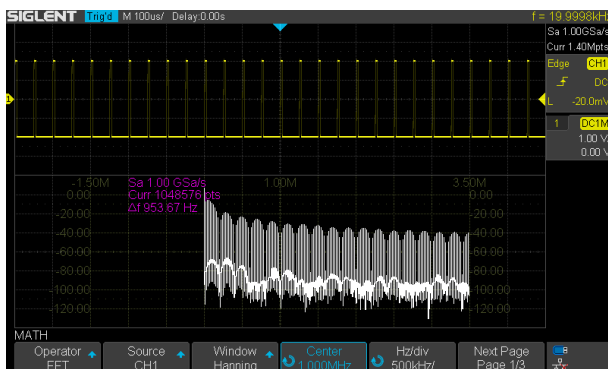 SIGLENT Trig'd M 100us/ Delay:0.00s f = 19.9998kHz
Sa 1.00GSa/s
Curr 1.40Mpts
Edge CH1
DC
L -20.0mV
1 DC1M
1.00 V/
0.00 V
1
-1.50M 1.00M 3.50M
Sa 1.00 GSa/s
Curr 1048576 pts
Δf 953.67 Hz
0.00 0.00
-20.00 -20.00
-40.00 -40.00
-60.00 -60.00
-80.00 -80.00
-100.00 -100.00
-120.00 -120.00
MATH
Operator Source Window Center Hz/div Next Page
FFT CH1 Hanning 1.000MHz 500kHz/ Page 1/3